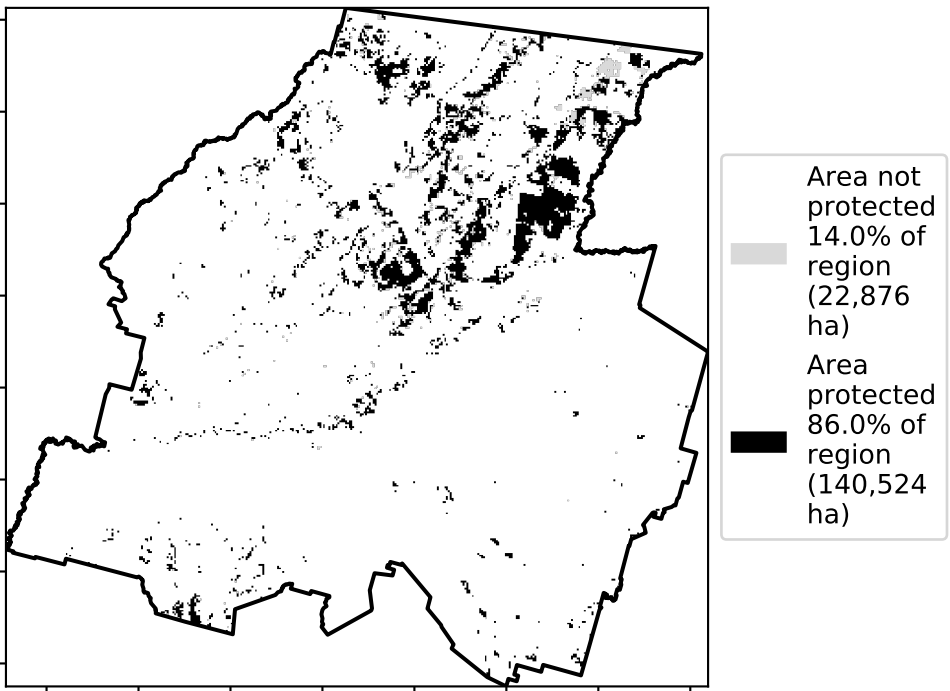 Area not
protected
14.0% of
region
(22,876
ha)
Area
protected
86.0% of
region
(140,524
ha)